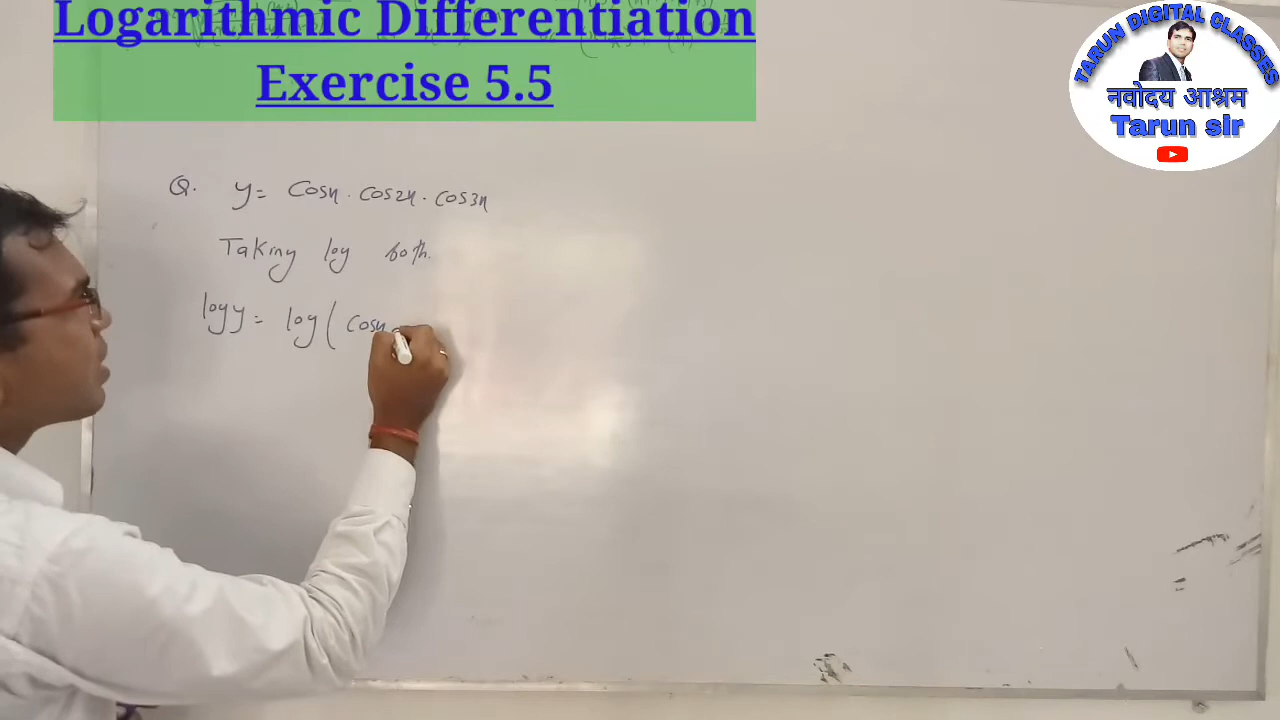 Logarithmic Differentiation
Exercise 5.5
TARUN DIGITAL CLASSES
नवोदय आश्रम
Tarun sir
Q. y = Cosx . Cos2x . Cos3x
Taking log both.
log y = log ( Cosx